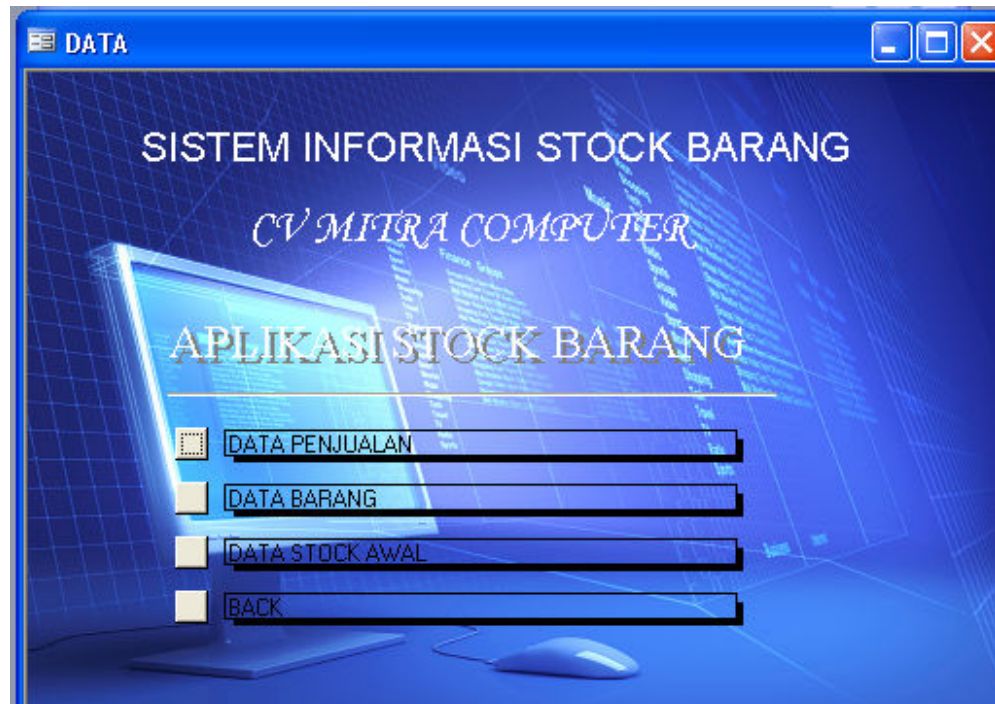 DATA
SISTEM INFORMASI STOCK BARANG
CV MITRA COMPUTER
APLIKASI STOCK BARANG
DATA PENJUALAN
DATA BARANG
DATA STOCK AWAL
BACK